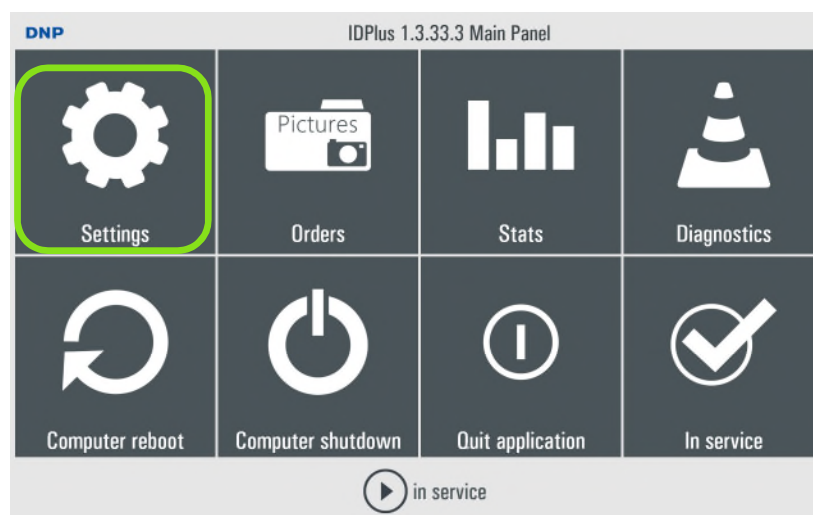 DNP
IDPlus 1.3.33.3 Main Panel
Pictures
Settings
Orders
Stats
Diagnostics
Computer reboot
Computer shutdown
Quit application
In service
in service